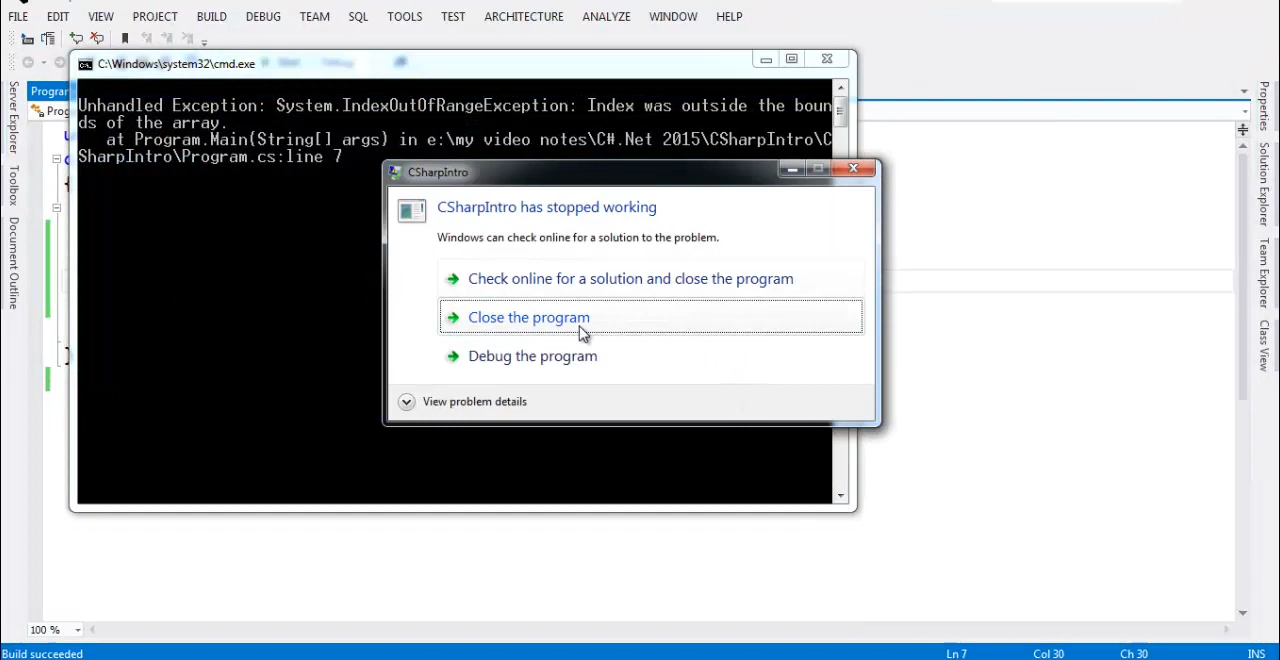 FILE EDIT VIEW PROJECT BUILD DEBUG TEAM SQL TOOLS TEST ARCHITECTURE ANALYZE WINDOW HELP
C:\Windows\system32\cmd.exe
Unhandled Exception: System.IndexOutOfRangeException: Index was outside the boun
ds of the array.
at Program.Main(String[] args) in e:\my video notes\C#.Net 2015\CSharpIntro\C
SharpIntro\Program.cs:line 7
CSharpIntro
CSharpIntro has stopped working
Windows can check online for a solution to the problem.
Check online for a solution and close the program
Close the program
Debug the program
View problem details
Server Explorer
Toolbox
Document Outline
Properties
Solution Explorer
Team Explorer
Class View
100 %
Build succeeded Ln 7 Col 30 Ch 30 INS